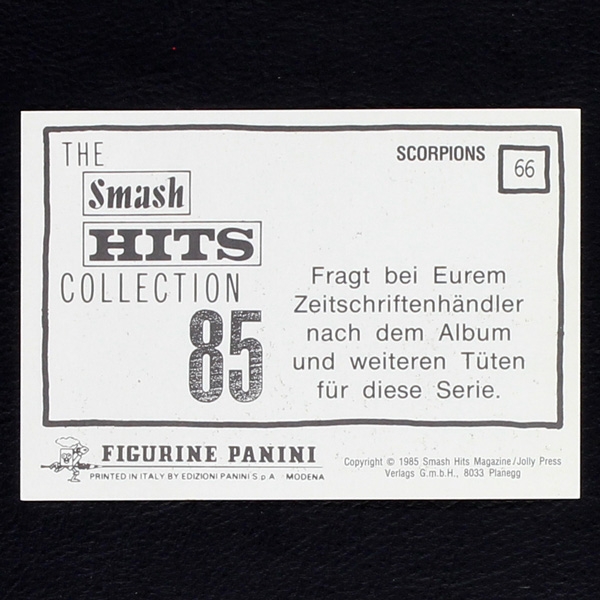 THE
Smash
HITS
COLLECTION
85
SCORPIONS
66
Fragt bei Eurem
Zeitschriftenhändler
nach dem Album
und weiteren Tüten
für diese Serie.
FIGURINE PANINI
PRINTED IN ITALY BY EDIZIONI PANINI S.p.A. - MODENA
Copyright © 1985 Smash Hits Magazine/Jolly Press
Verlags G.m.b.H., 8033 Planegg